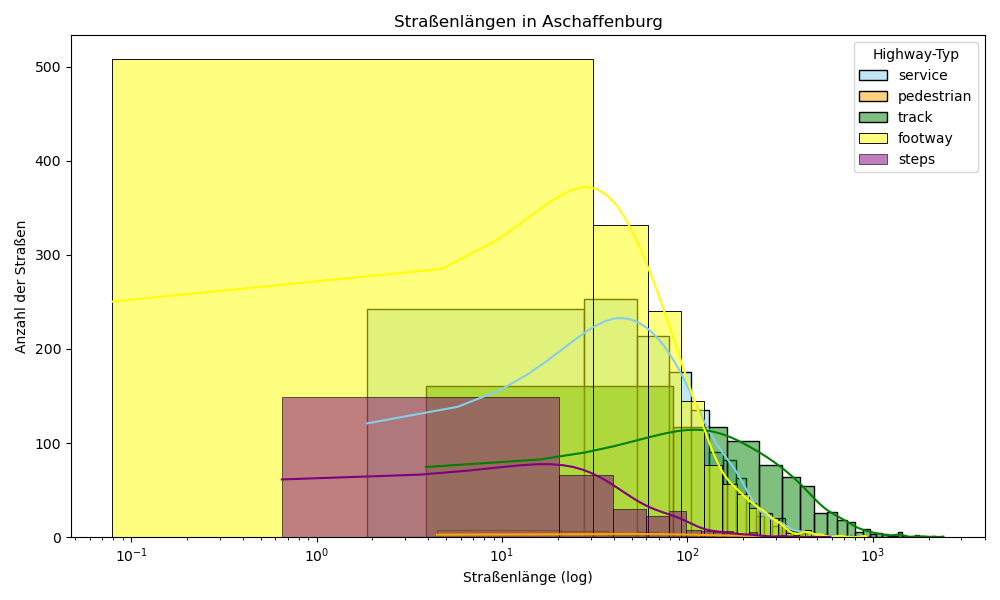 Straßenlängen in Aschaffenburg
Anzahl der Straßen
500
400
300
200
100
0
Highway-Typ
service
pedestrian
track
footway
steps
10⁻¹
10⁰
10¹
10²
10³
Straßenlänge (log)